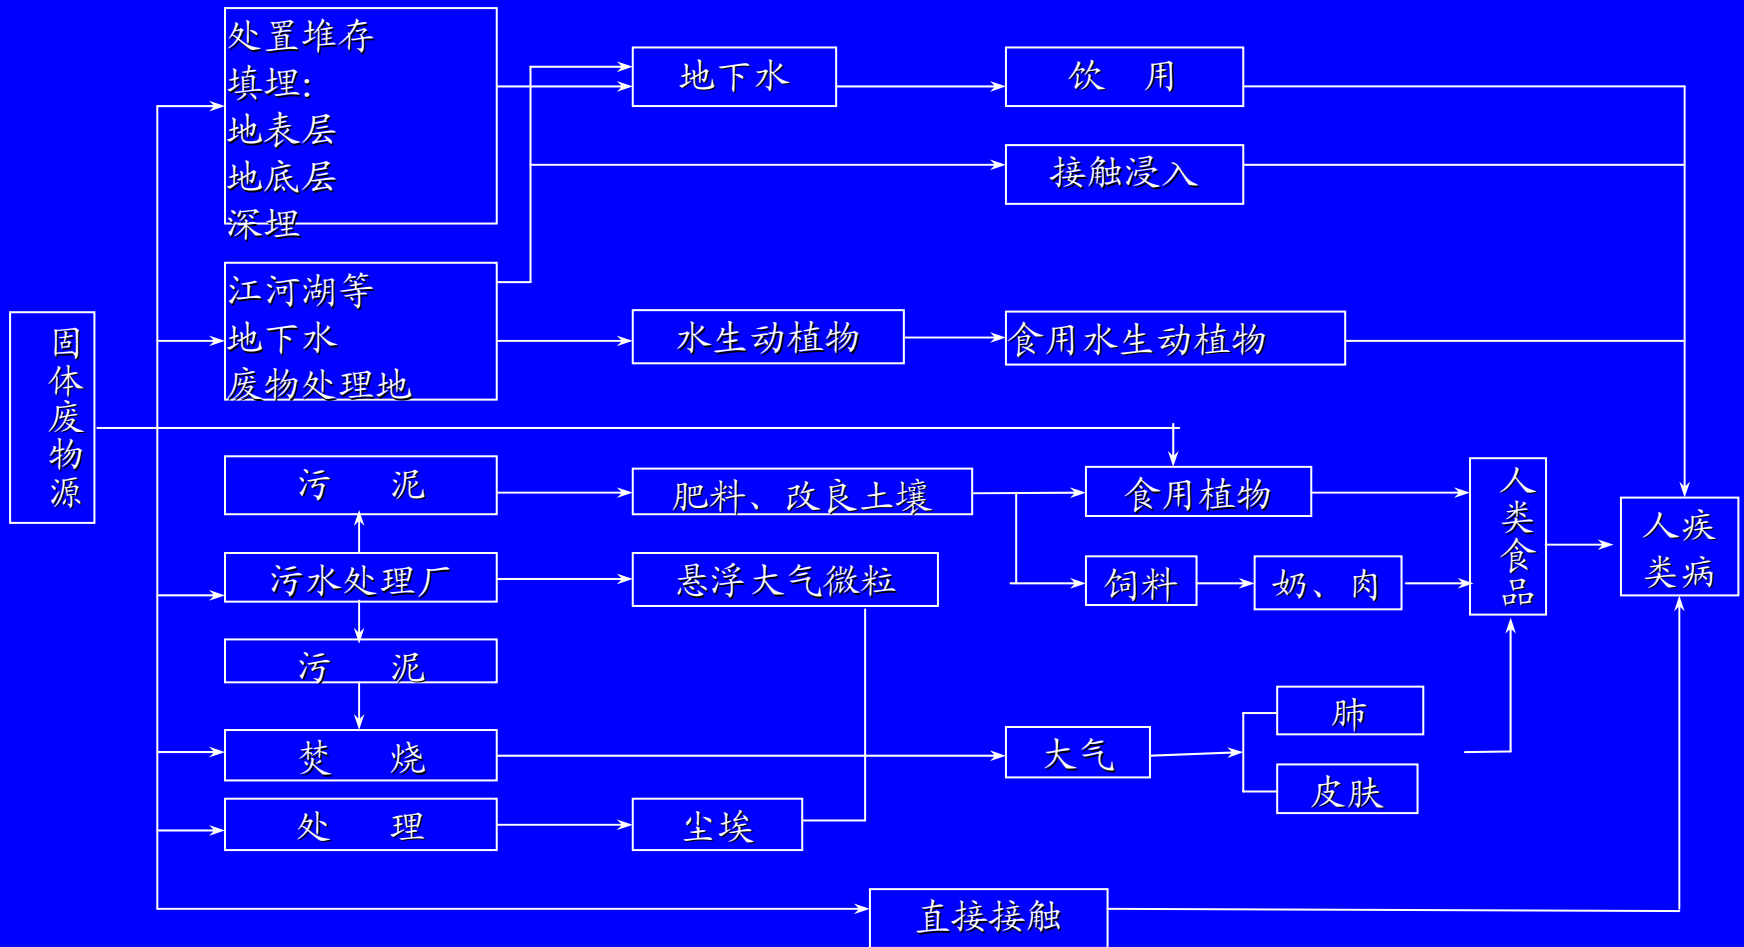 处置堆存
填埋:
地表层
地底层
深埋
地下水
饮 用
接触浸入
江河湖等
地下水
废物处理地
水生动植物
食用水生动植物
固
体
废
物
源
污 泥
肥料、改良土壤
食用植物
人
类
食
品
人疾
类病
污水处理厂
悬浮大气微粒
饲料
奶、肉
污 泥
焚 烧
大气
肺
皮肤
处 理
尘埃
直接接触